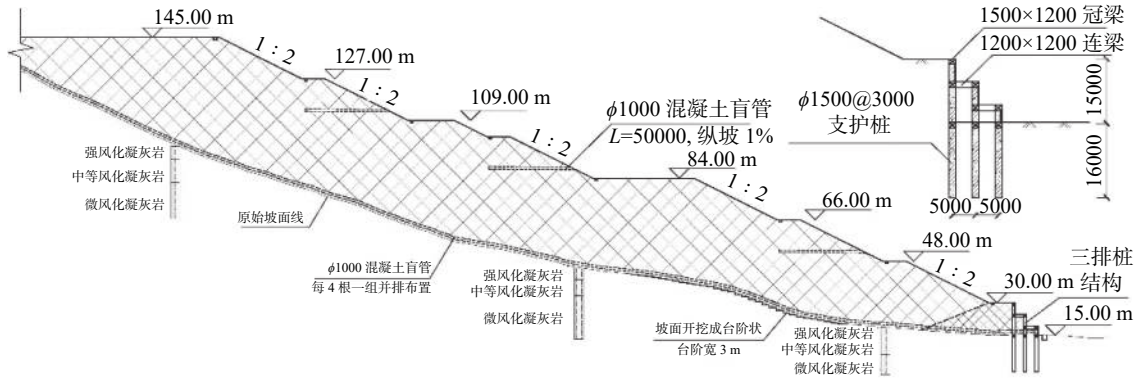 145.00 m
1：2
127.00 m
1：2
109.00 m
1：2
ϕ1000 混凝土盲管
L=50000, 纵坡 1%
84.00 m
1：2
66.00 m
48.00 m
1：2
30.00 m
三排桩
结构
15.00 m
1500×1200 冠梁
1200×1200 连梁
ϕ1500@3000
支护桩
15000
16000
5000
5000
强风化凝灰岩
中等风化凝灰岩
微风化凝灰岩
原始坡面线
ϕ1000 混凝土盲管
每 4 根一组并排布置
强风化凝灰岩
中等风化凝灰岩
微风化凝灰岩
坡面开挖成台阶状
台阶宽 3 m
强风化凝灰岩
中等风化凝灰岩
微风化凝灰岩